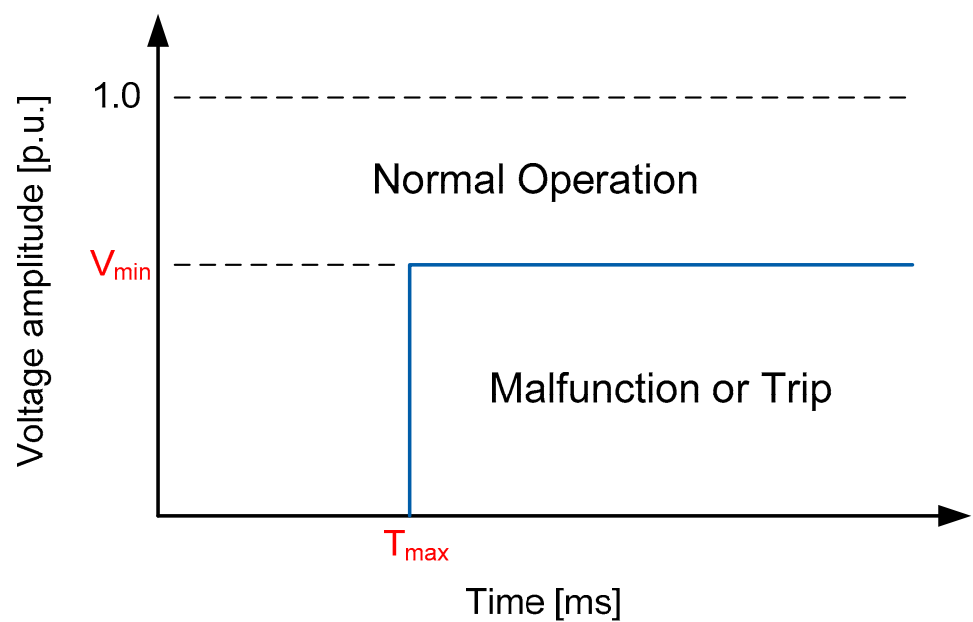 Voltage amplitude [p.u.]
1.0
Normal Operation
Vmin
Malfunction or Trip
Tmax
Time [ms]